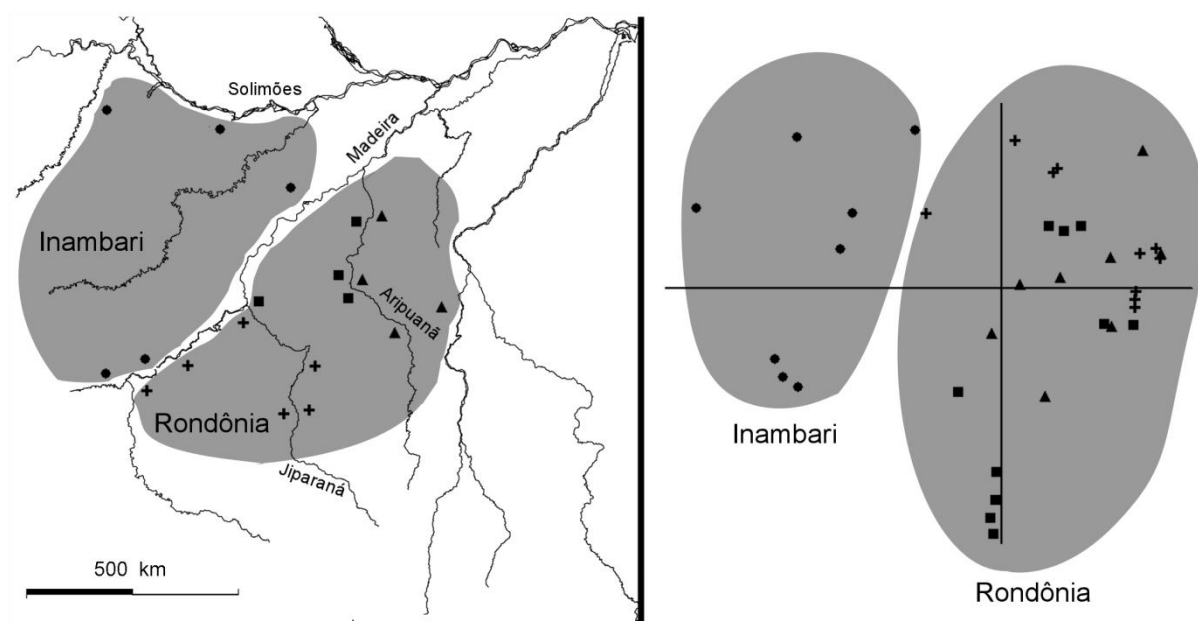 Solimões
Madeira
Inambari
Aripuanã
Rondônia
Jiparaná
500 km
Inambari
Rondônia